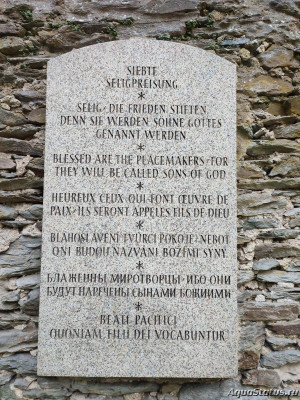 SIEBTE
SELIGPREISUNG
*
SELIG·DIE FRIEDEN STIFTEN
DENN SIE WERDEN SÖHNE GOTTES
GENANNT WERDEN
*
BLESSED ARE THE PEACEMAKERS·FOR
THEY WILL BE CALLED SONS OF GOD
*
HEUREUX CEUX·QUI·FONT ŒUVRE DE
PAIX·ILS SERONT APPELES FILS DE DIEU
*
BLAHOSLAVENÍ TVŮRCI POKOJE·NEBOŤ
ONI BUDOU NAZVÁNI BOŽÍMI SYNY
*
БЛАЖЕННЫ МИРОТВОРЦЫ·ИБО ОНИ
БУДУТ НАРЕЧЕНЫ СЫНАМИ БОЖИИМИ
*
BEATI PACIFICI
QUONIAM FILII DEI VOCABUNTUR
AquaStatus.ru